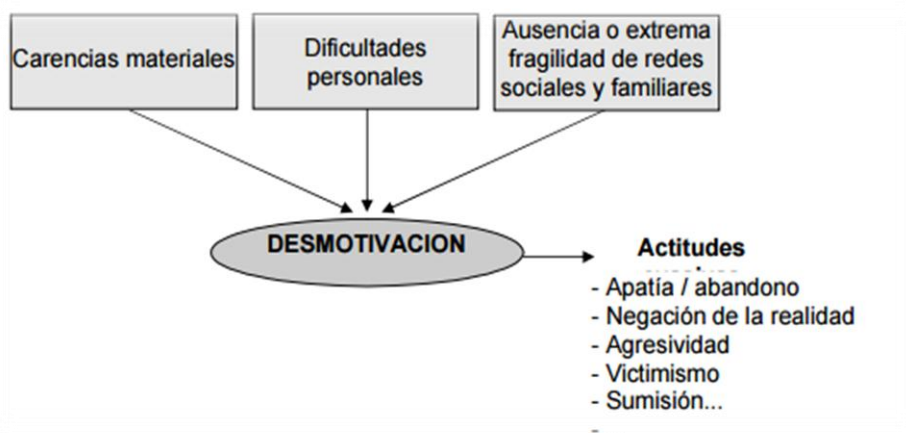 Carencias materiales
Dificultades
personales
Ausencia o extrema
fragilidad de redes
sociales y familiares
DESMOTIVACION
Actitudes
- Apatía / abandono
- Negación de la realidad
- Agresividad
- Victimismo
- Sumisión...
-